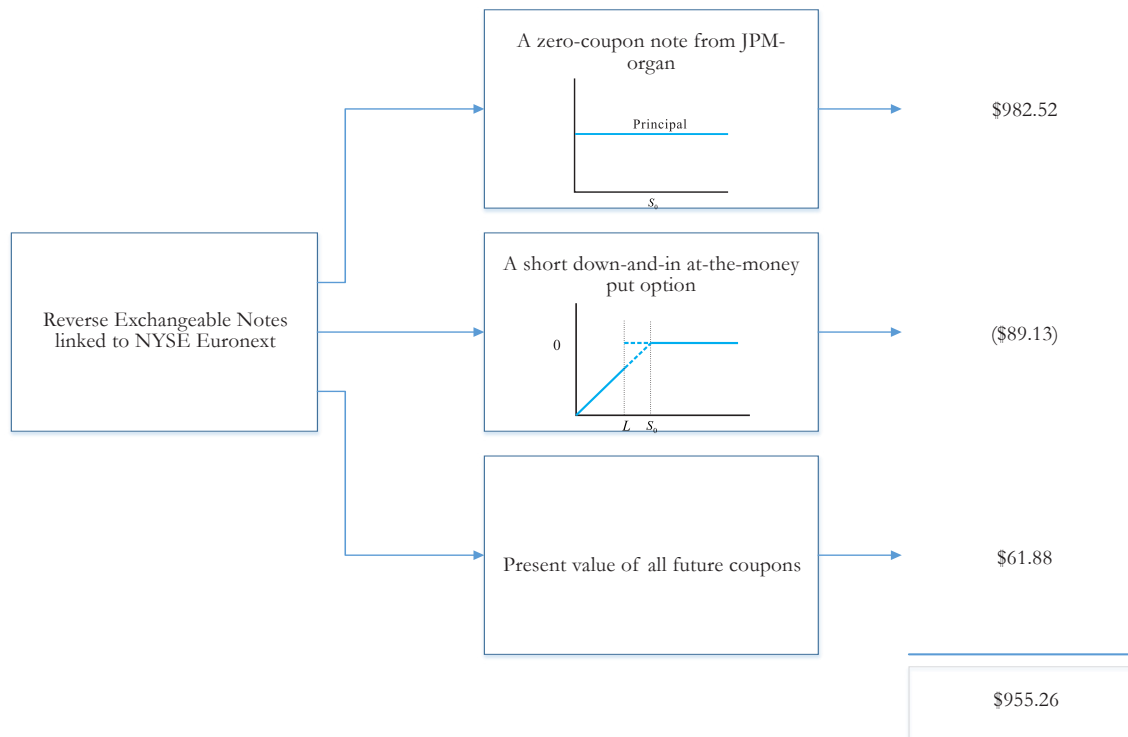 A zero-coupon note from JPM-
organ
Principal
S₀
$982.52
Reverse Exchangeable Notes
linked to NYSE Euronext
A short down-and-in at-the-money
put option
0
L S₀
($89.13)
Present value of all future coupons
$61.88
$955.26